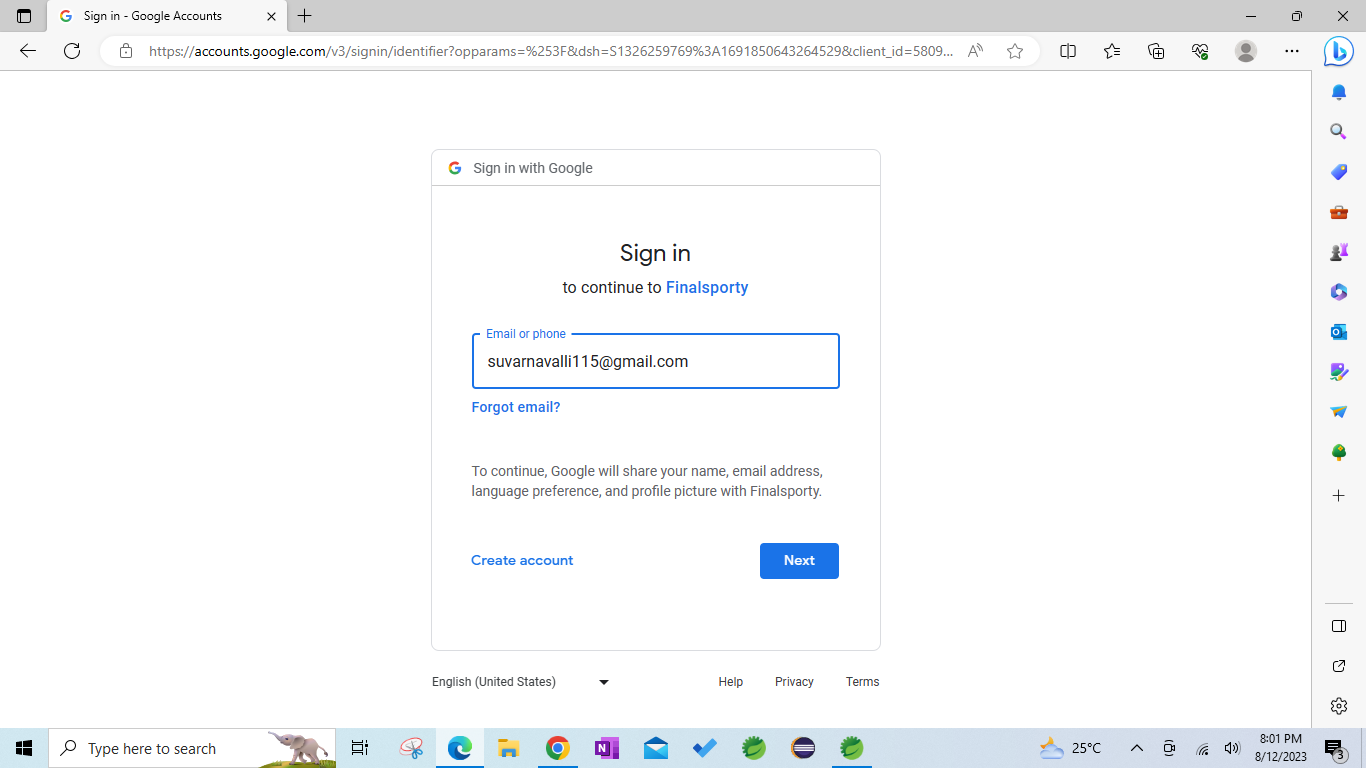 Sign in - Google Accounts
https://accounts.google.com/v3/signin/identifier?opparams=%253F&dsh=S1326259769%3A1691850643264529&client_id=5809...
Sign in with Google
Sign in
to continue to Finalsporty
Email or phone
suvarnavalli115@gmail.com
Forgot email?
To continue, Google will share your name, email address,
language preference, and profile picture with Finalsporty.
Create account
Next
English (United States)
Help
Privacy
Terms
Type here to search
25°C
8:01 PM
8/12/2023
3